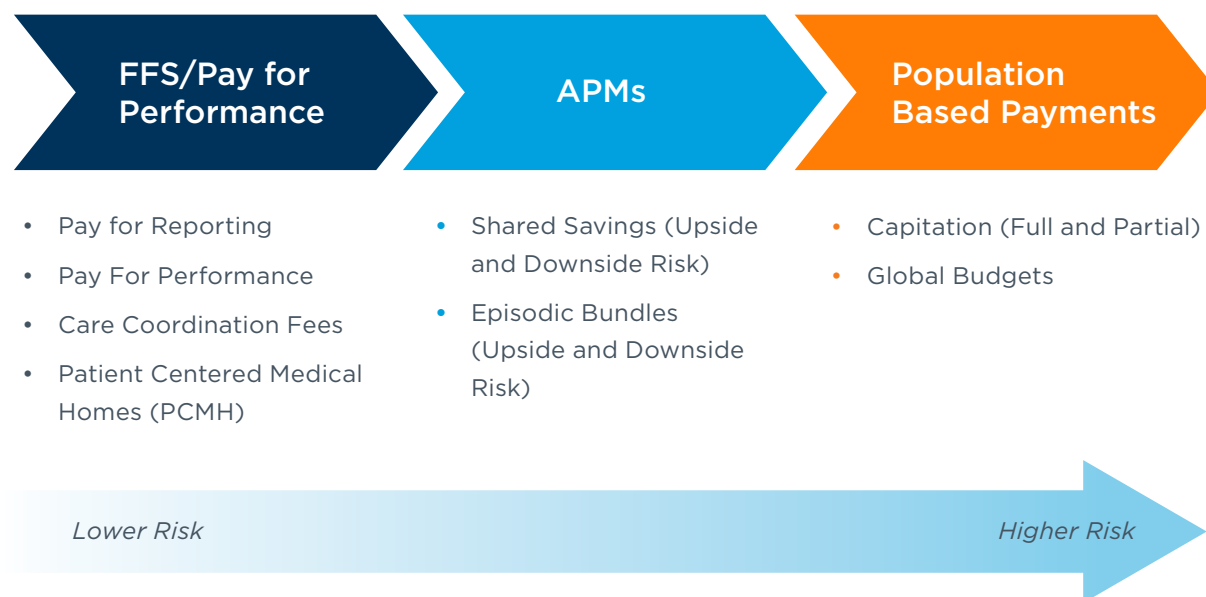 FFS/Pay for
Performance
APMs
Population
Based Payments
• Pay for Reporting
• Pay For Performance
• Care Coordination Fees
• Patient Centered Medical
Homes (PCMH)
• Shared Savings (Upside
and Downside Risk)
• Episodic Bundles
(Upside and Downside
Risk)
• Capitation (Full and Partial)
• Global Budgets
Lower Risk
Higher Risk